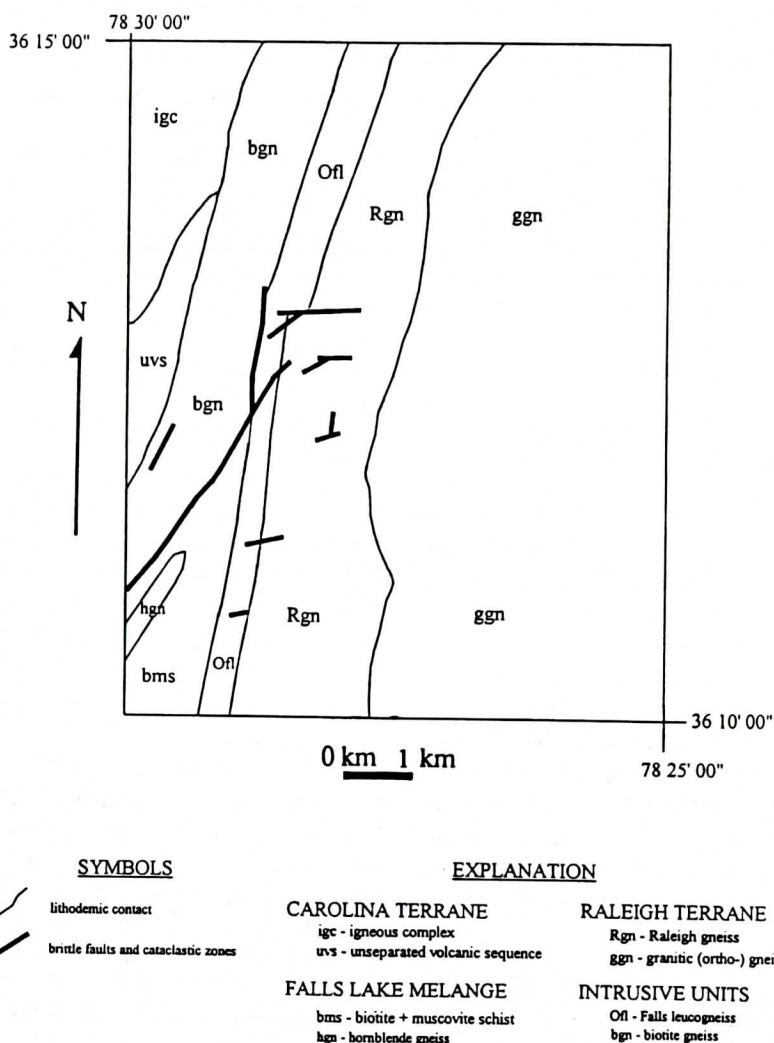 78 30' 00"
36 15' 00"
igc
bgn
Ofl
Rgn
ggn
N
uvs
bgn
hgn
Rgn
ggn
Ofl
bms
36 10' 00"
0 km 1 km
78 25' 00"
SYMBOLS
EXPLANATION
lithodemic contact
brittle faults and cataclastic zones
CAROLINA TERRANE
igc - igneous complex
uvs - unseparated volcanic sequence
RALEIGH TERRANE
Rgn - Raleigh gneiss
ggn - granitic (ortho-) gnei
FALLS LAKE MELANGE
bms - biotite + muscovite schist
hgn - hornblende gneiss
INTRUSIVE UNITS
Ofl - Falls leucogneiss
bgn - biotite gneiss